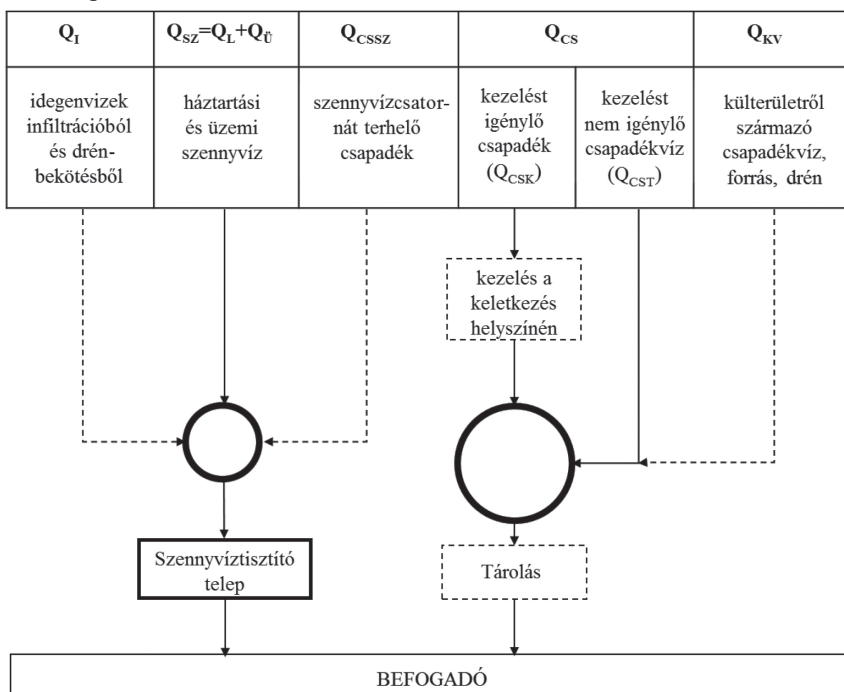 Q_I
Q_SZ=Q_L+Q_Ü
Q_CSSZ
Q_CS
Q_KV
idegenvizek
infiltrációból
és drén-
bekötésből
háztartási
és üzemi
szennyvíz
szennyvízcsator-
nát terhelő
csapadék
kezelést
igénylő
csapadék
(Q_CSK)
kezelést
nem igénylő
csapadékvíz
(Q_CST)
külterületről
származó
csapadékvíz,
forrás, drén
kezelés a
keletkezés
helyszínén
Szennyvíztisztító
telep
Tárolás
BEFOGADÓ